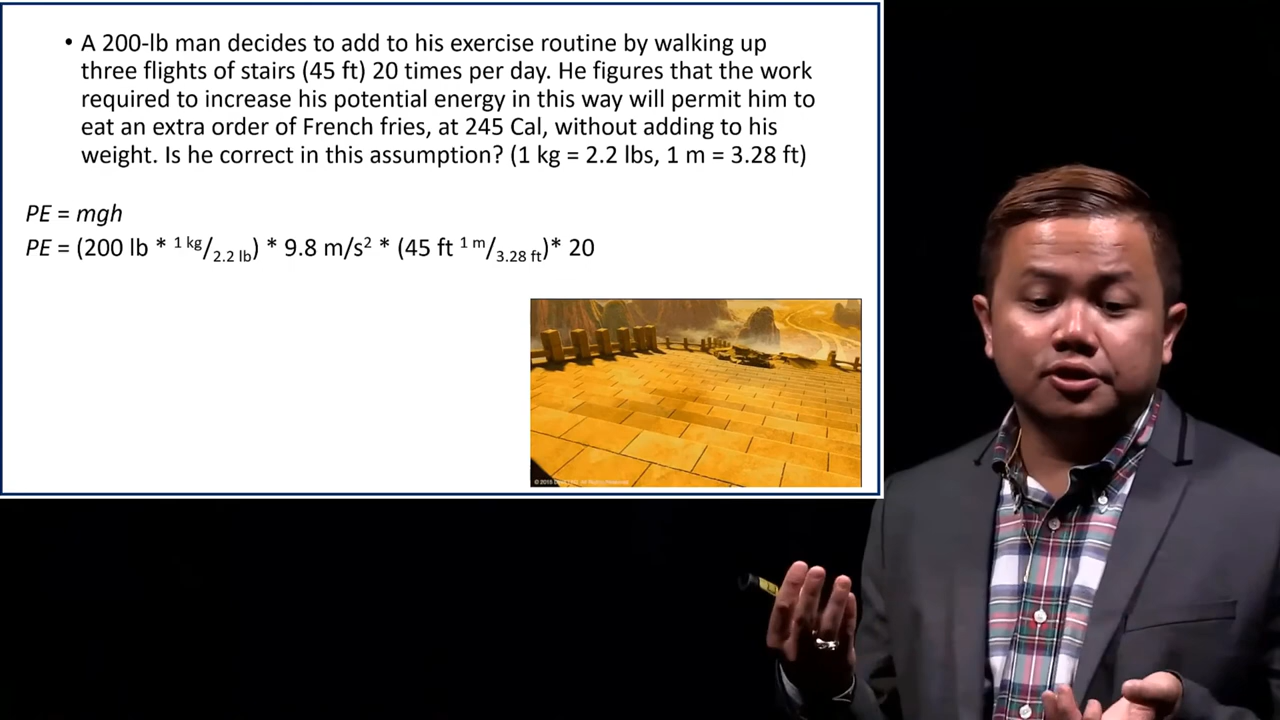 • A 200-lb man decides to add to his exercise routine by walking up
three flights of stairs (45 ft) 20 times per day. He figures that the work
required to increase his potential energy in this way will permit him to
eat an extra order of French fries, at 245 Cal, without adding to his
weight. Is he correct in this assumption? (1 kg = 2.2 lbs, 1 m = 3.28 ft)
PE = mgh
PE = (200 lb * ¹ ᵏᵍ/₂.₂ ₗb) * 9.8 m/s² * (45 ft ¹ ᵐ/₃.₂₈ ft)* 20
© 2015 All Rights Reserved